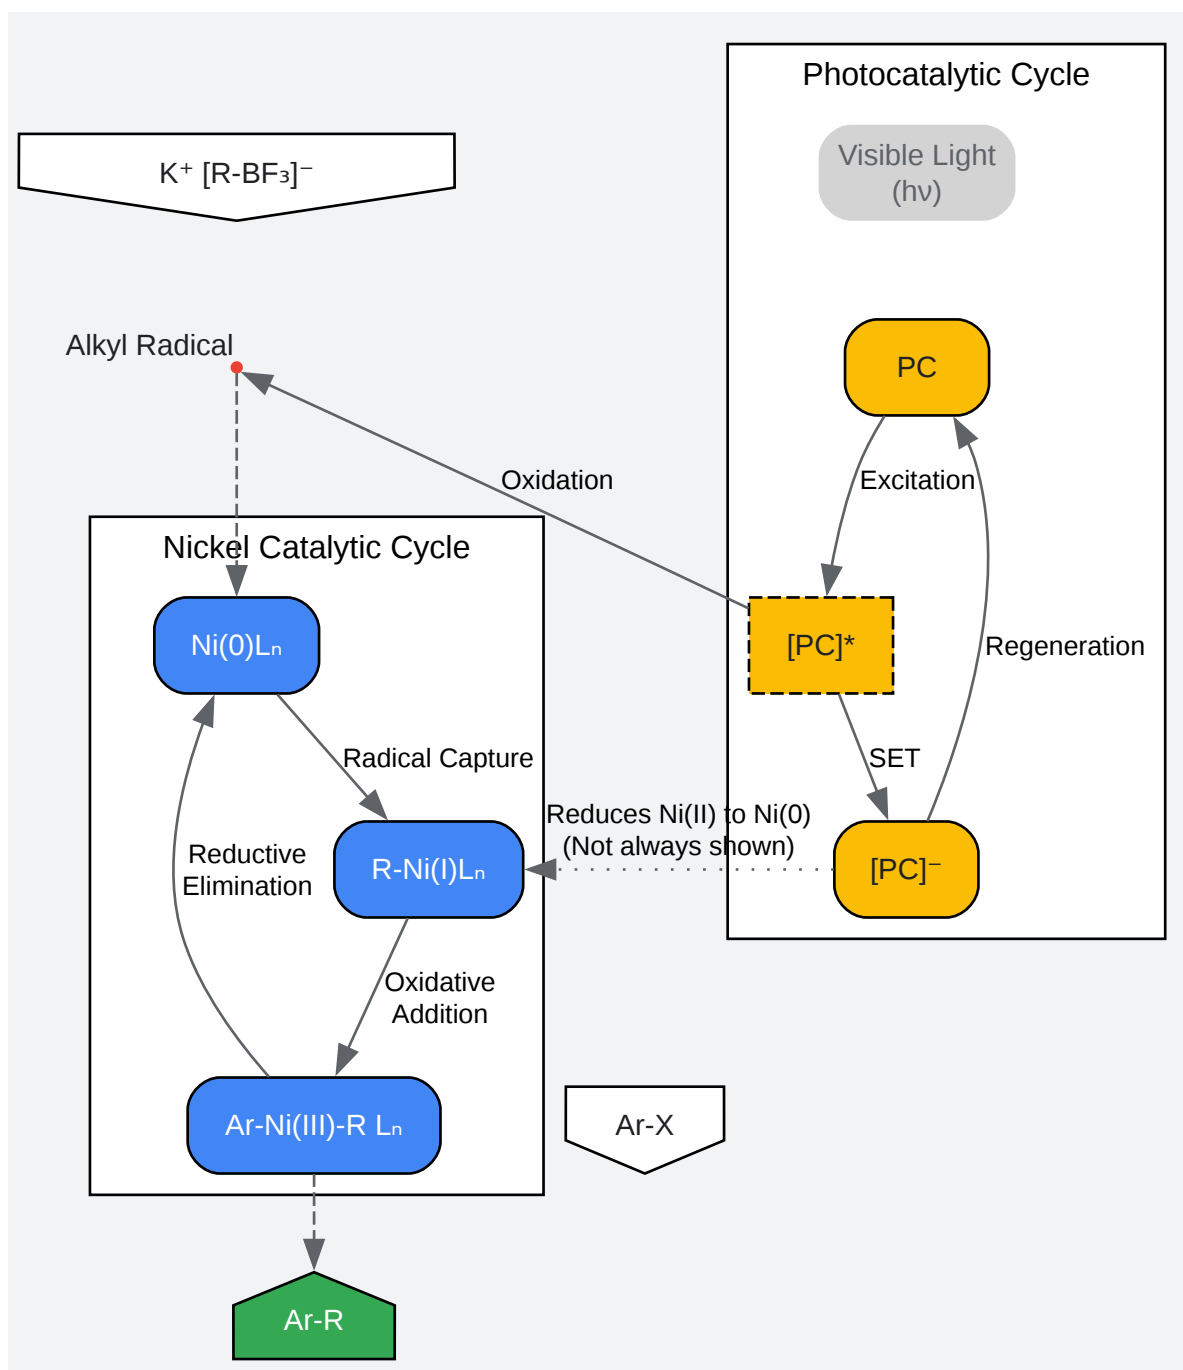 Photocatalytic Cycle
Visible Light
(hν)
K⁺ [R-BF₃]⁻
Alkyl Radical
PC
Oxidation
Excitation
Nickel Catalytic Cycle
Ni(0)Lₙ
[PC]*
Regeneration
Radical Capture
SET
Reduces Ni(II) to Ni(0)
(Not always shown)
Reductive
Elimination
R-Ni(I)Lₙ
[PC]⁻
Oxidative
Addition
Ar-Ni(III)-R Lₙ
Ar-X
Ar-R